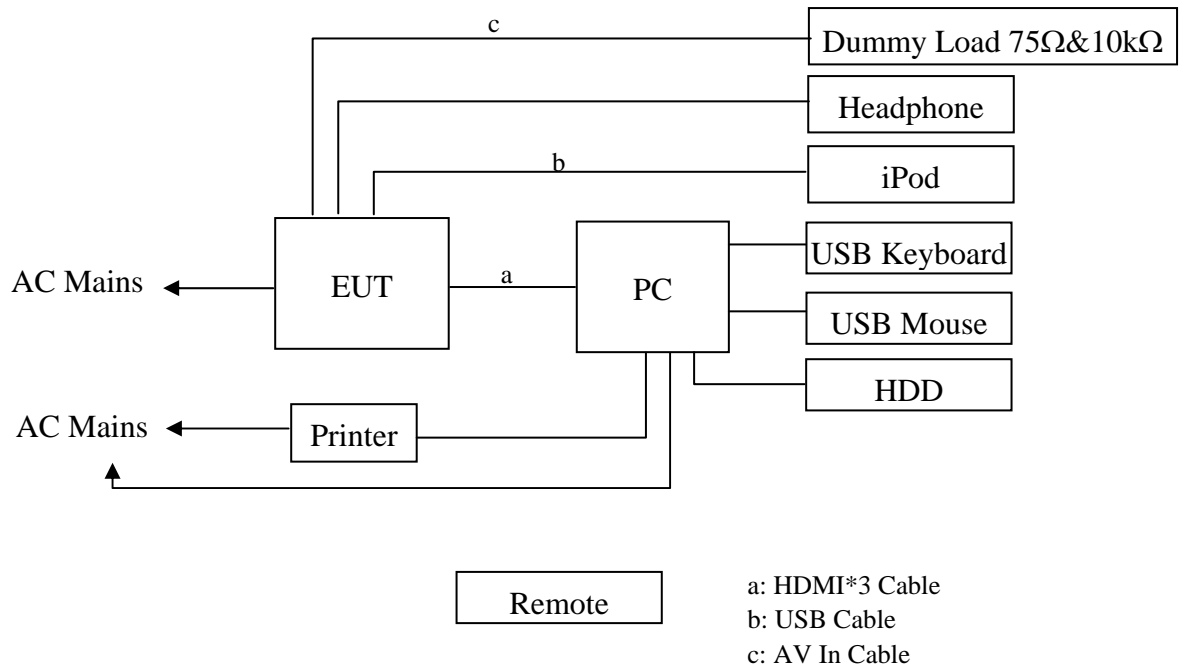 c
Dummy Load 75Ω&10kΩ
Headphone
b
iPod
AC Mains
EUT
a
PC
USB Keyboard
USB Mouse
HDD
AC Mains
Printer
Remote
a: HDMI*3 Cable
b: USB Cable
c: AV In Cable